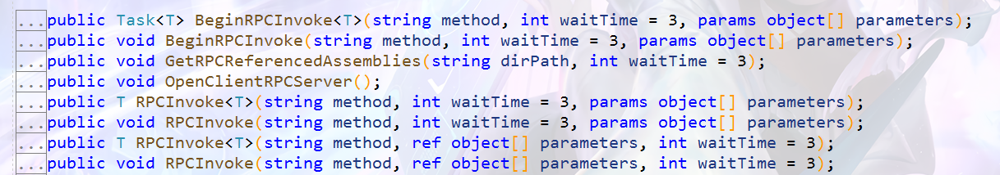 ...public Task<T> BeginRPCInvoke<T>(string method, int waitTime = 3, params object[] parameters);
...public void BeginRPCInvoke(string method, int waitTime = 3, params object[] parameters);
...public void GetRPCReferencedAssemblies(string dirPath, int waitTime = 3);
...public void OpenClientRPCServer();
...public T RPCInvoke<T>(string method, int waitTime = 3, params object[] parameters);
...public void RPCInvoke(string method, int waitTime = 3, params object[] parameters);
...public T RPCInvoke<T>(string method, ref object[] parameters, int waitTime = 3);
...public void RPCInvoke(string method, ref object[] parameters, int waitTime = 3);